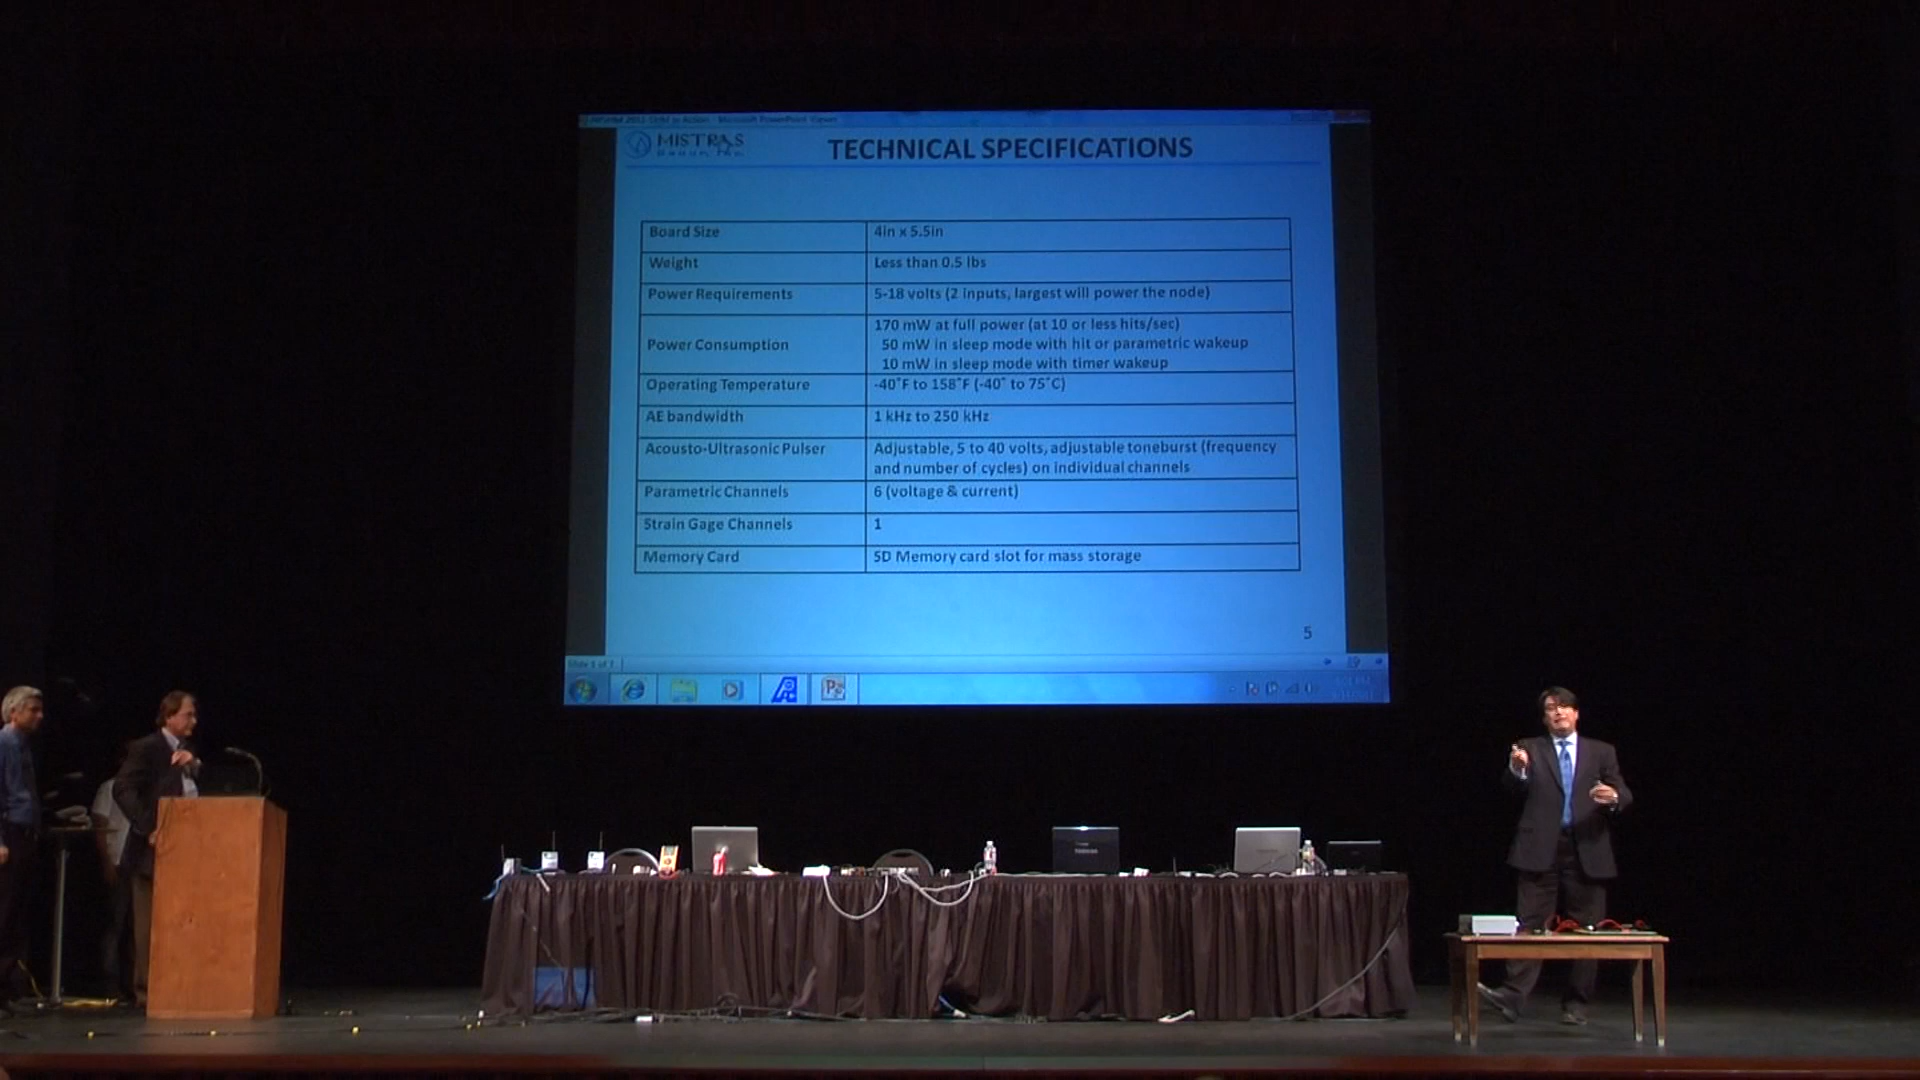 MISTRAS
TECHNICAL SPECIFICATIONS
Board Size
4in x 5.5in
Weight
Less than 0.5 lbs
Power Requirements
5-18 volts (2 inputs, largest will power the node)
Power Consumption
170 mW at full power (at 10 or less hits/sec)
50 mW in sleep mode with hit or parametric wakeup
10 mW in sleep mode with timer wakeup
Operating Temperature
-40˚F to 158˚F (-40˚ to 75˚C)
AE bandwidth
1 kHz to 250 kHz
Acousto-Ultrasonic Pulser
Adjustable, 5 to 40 volts, adjustable toneburst (frequency
and number of cycles) on individual channels
Parametric Channels
6 (voltage & current)
Strain Gage Channels
1
Memory Card
SD Memory card slot for mass storage
5